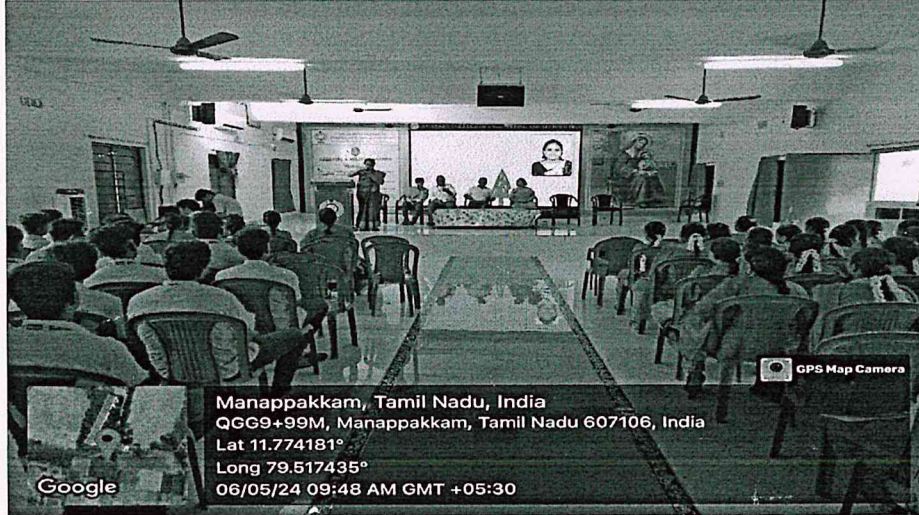 GPS Map Camera
Manappakkam, Tamil Nadu, India
QGG9+99M, Manappakkam, Tamil Nadu 607106, India
Lat 11.774181°
Long 79.517435°
06/05/24 09:48 AM GMT +05:30
Google